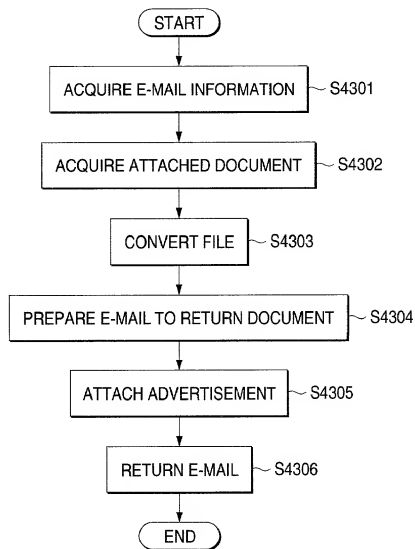 START
ACQUIRE E-MAIL INFORMATION S4301
ACQUIRE ATTACHED DOCUMENT S4302
CONVERT FILE S4303
PREPARE E-MAIL TO RETURN DOCUMENT S4304
ATTACH ADVERTISEMENT S4305
RETURN E-MAIL S4306
END